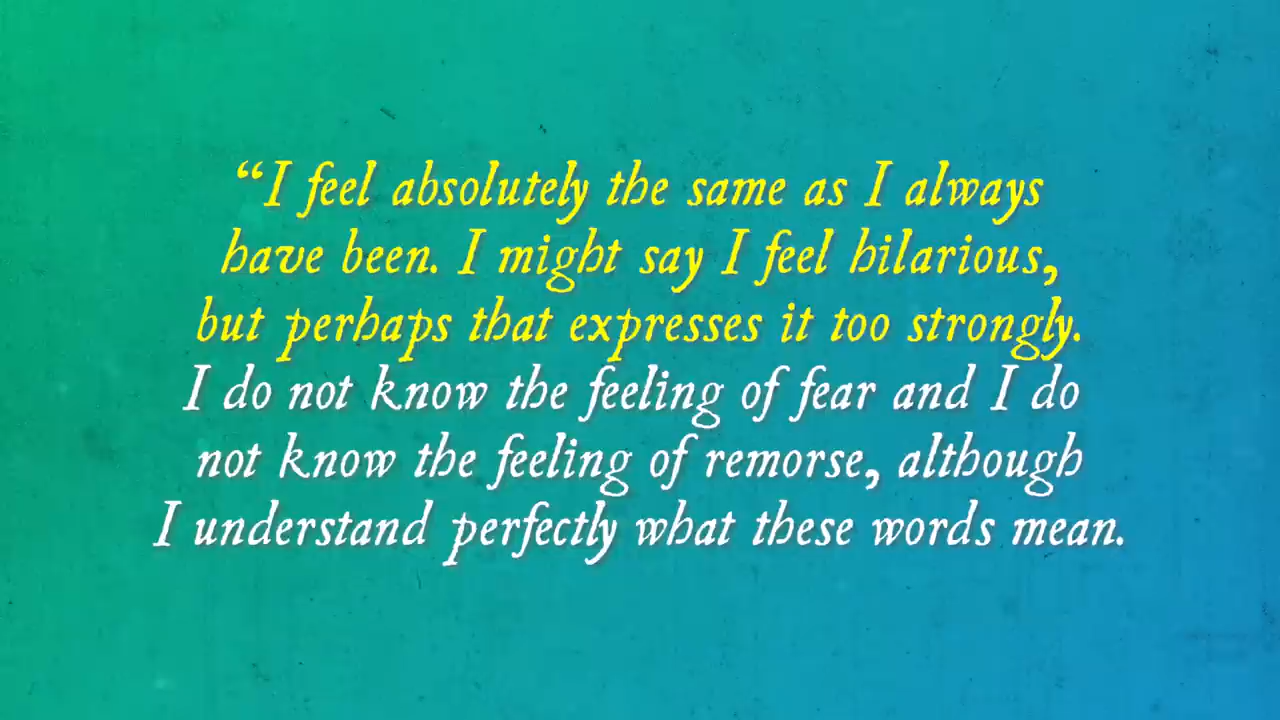 “I feel absolutely the same as I always
have been. I might say I feel hilarious,
but perhaps that expresses it too strongly.
I do not know the feeling of fear and I do
not know the feeling of remorse, although
I understand perfectly what these words mean.